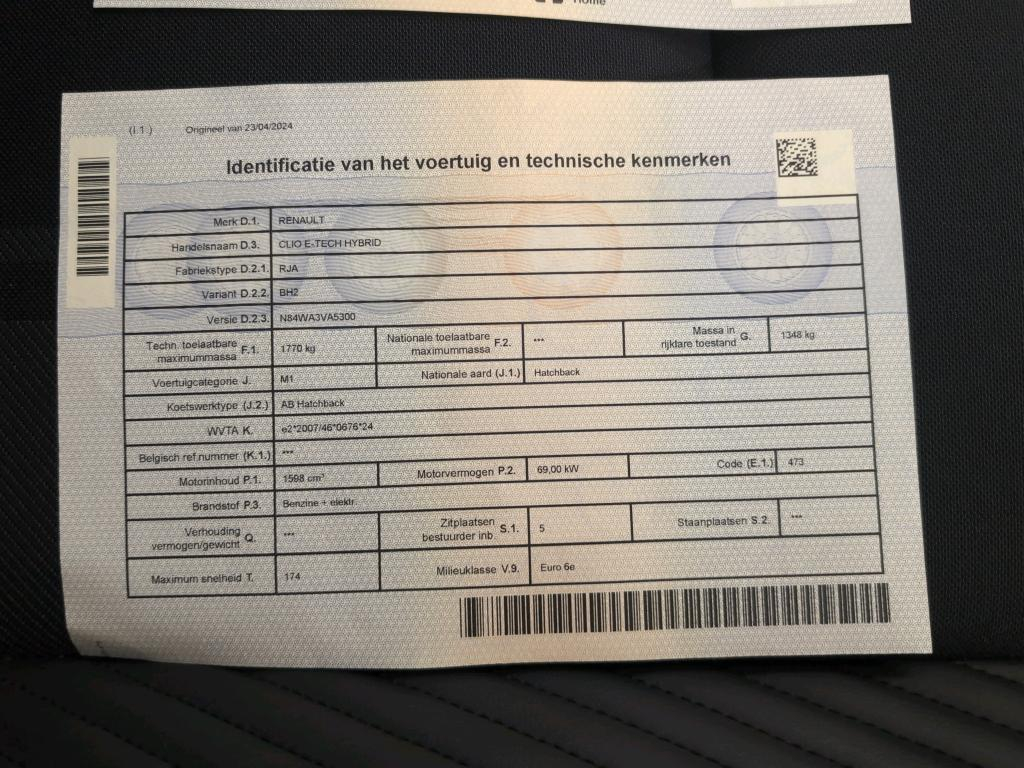 Home
(I.1.) Origineel van 23/04/2024
Identificatie van het voertuig en technische kenmerken
Merk D.1. RENAULT
Handelsnaam D.3. CLIO E-TECH HYBRID
Fabriekstype D.2.1. RJA
Variant D.2.2. BH2
Versie D.2.3. N84WA3VA5300
Techn. toelaatbare maximummassa F.1. 1770 kg Nationale toelaatbare maximummassa F.2. *** Massa in rijklare toestand G. 1348 kg
Voertuigcategorie J. M1 Nationale aard (J.1.) Hatchback
Koetswerktype (J.2.) AB Hatchback
WVTA K. e2*2007/46*0676*24
Belgisch ref.nummer (K.1.) ***
Motorinhoud P.1. 1598 cm³ Motorvermogen P.2. 69,00 kW Code (E.1.) 473
Brandstof P.3. Benzine + elektr.
Verhouding vermogen/gewicht Q. *** Zitplaatsen bestuurder inb. S.1. 5 Staanplaatsen S.2. ***
Maximum snelheid T. 174 Milieuklasse V.9. Euro 6e